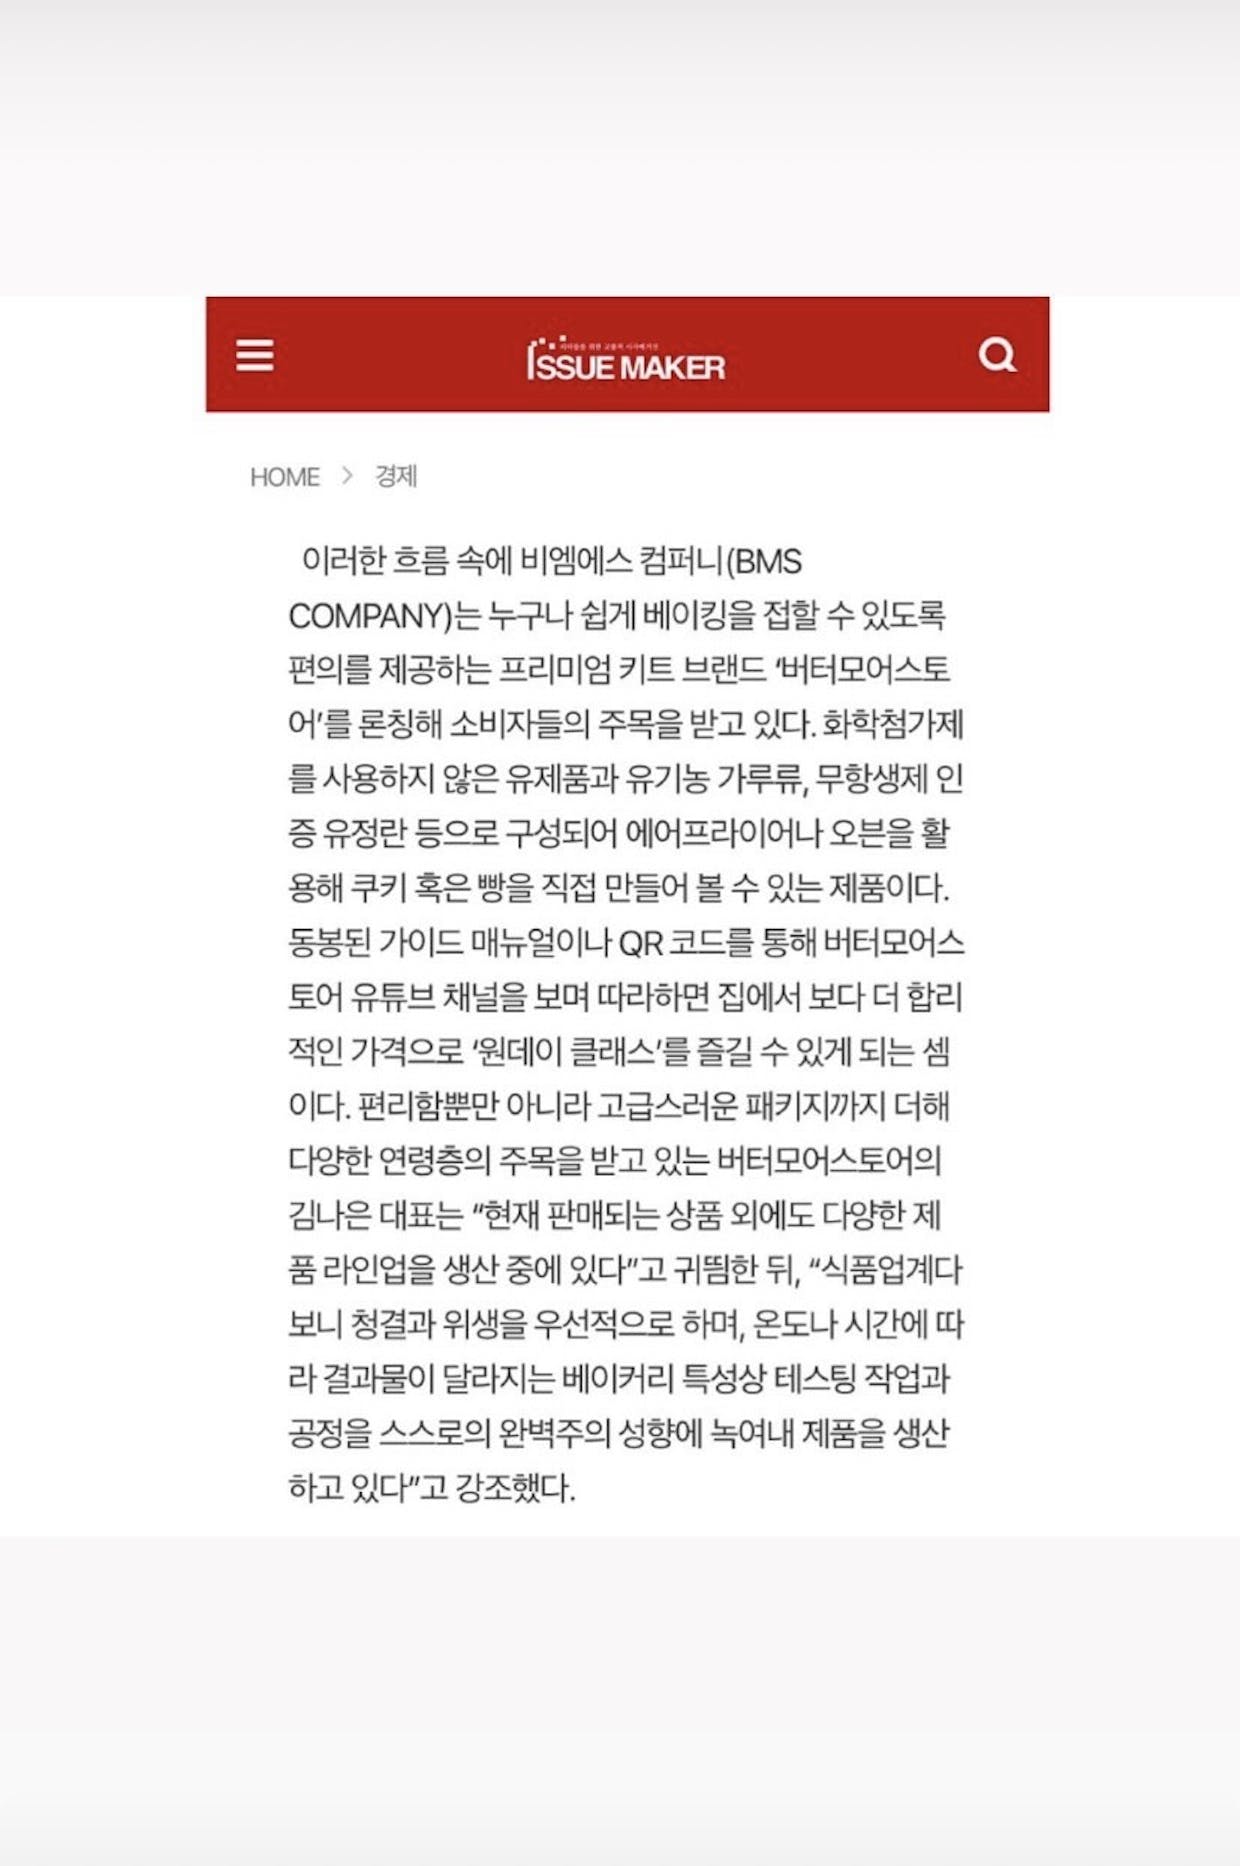 ISSUE MAKER
HOME > 경제
이러한 흐름 속에 비엠에스 컴퍼니(BMS
COMPANY)는 누구나 쉽게 베이킹을 접할 수 있도록
편의를 제공하는 프리미엄 키트 브랜드 ‘버터모어스토
어’를 론칭해 소비자들의 주목을 받고 있다. 화학첨가제
를 사용하지 않은 유제품과 유기농 가루류, 무항생제 인
증 유정란 등으로 구성되어 에어프라이어나 오븐을 활
용해 쿠키 혹은 빵을 직접 만들어 볼 수 있는 제품이다.
동봉된 가이드 매뉴얼이나 QR 코드를 통해 버터모어스
토어 유튜브 채널을 보며 따라하면 집에서 보다 더 합리
적인 가격으로 ‘원데이 클래스’를 즐길 수 있게 되는 셈
이다. 편리함뿐만 아니라 고급스러운 패키지까지 더해
다양한 연령층의 주목을 받고 있는 버터모어스토어의
김나은 대표는 “현재 판매되는 상품 외에도 다양한 제
품 라인업을 생산 중에 있다”고 귀띔한 뒤, “식품업계다
보니 청결과 위생을 우선적으로 하며, 온도나 시간에 따
라 결과물이 달라지는 베이커리 특성상 테스팅 작업과
공정을 스스로의 완벽주의 성향에 녹여내 제품을 생산
하고 있다”고 강조했다.